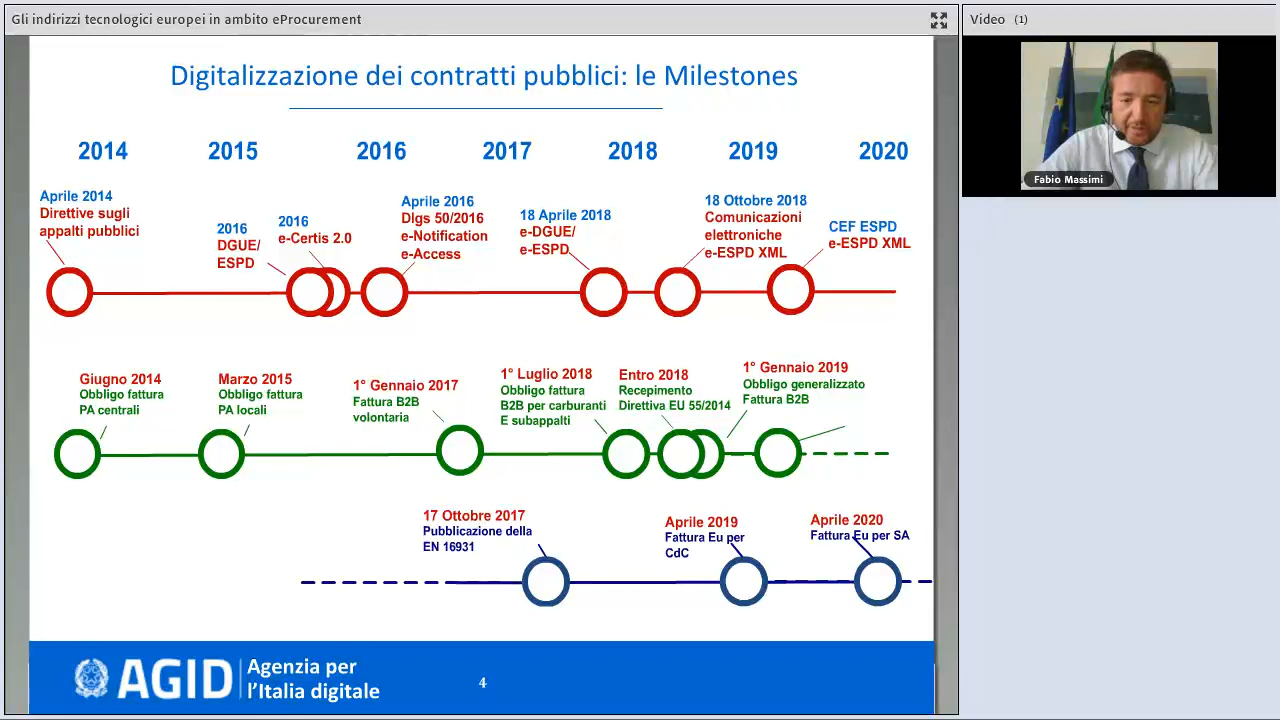 Gli indirizzi tecnologici europei in ambito eProcurement
Video (1)
Fabio Massimi
Digitalizzazione dei contratti pubblici: le Milestones
2014 2015 2016 2017 2018 2019 2020
Aprile 2014
Direttive sugli
appalti pubblici
2016
DGUE/
ESPD
2016
e-Certis 2.0
Aprile 2016
Dlgs 50/2016
e-Notification
e-Access
18 Aprile 2018
e-DGUE/
e-ESPD
18 Ottobre 2018
Comunicazioni
elettroniche
e-ESPD XML
CEF ESPD
e-ESPD XML
Giugno 2014
Obbligo fattura
PA centrali
Marzo 2015
Obbligo fattura
PA locali
1° Gennaio 2017
Fattura B2B
volontaria
1° Luglio 2018
Obbligo fattura
B2B per carburanti
E subappalti
Entro 2018
Recepimento
Direttiva EU 55/2014
1° Gennaio 2019
Obbligo generalizzato
Fattura B2B
17 Ottobre 2017
Pubblicazione della
EN 16931
Aprile 2019
Fattura Eu per
CdC
Aprile 2020
Fattura Eu per SA
AGID
Agenzia per
l'Italia digitale
4